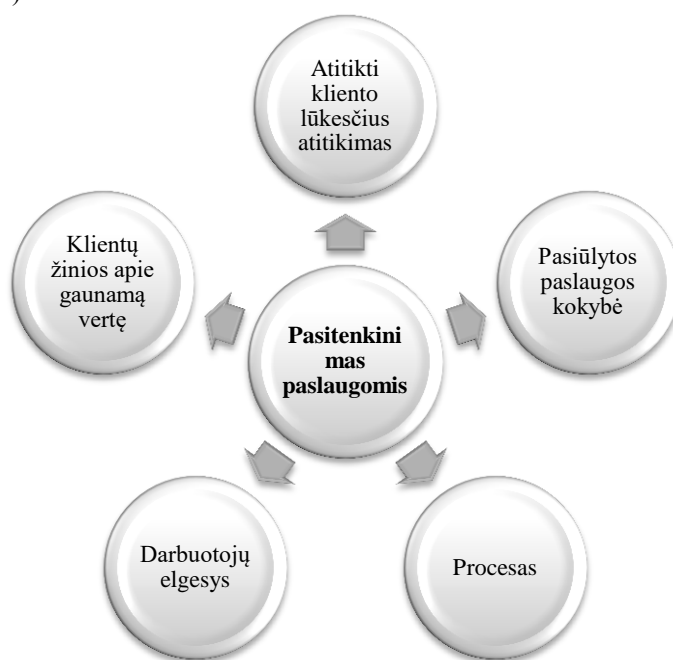 )
Atitikti
kliento
lūkesčius
atitikimas
Pasiūlytos
paslaugos
kokybė
Procesas
Darbuotojų
elgesys
Klientų
žinios apie
gaunamą
vertę
Pasitenkini
mas
paslaugomis